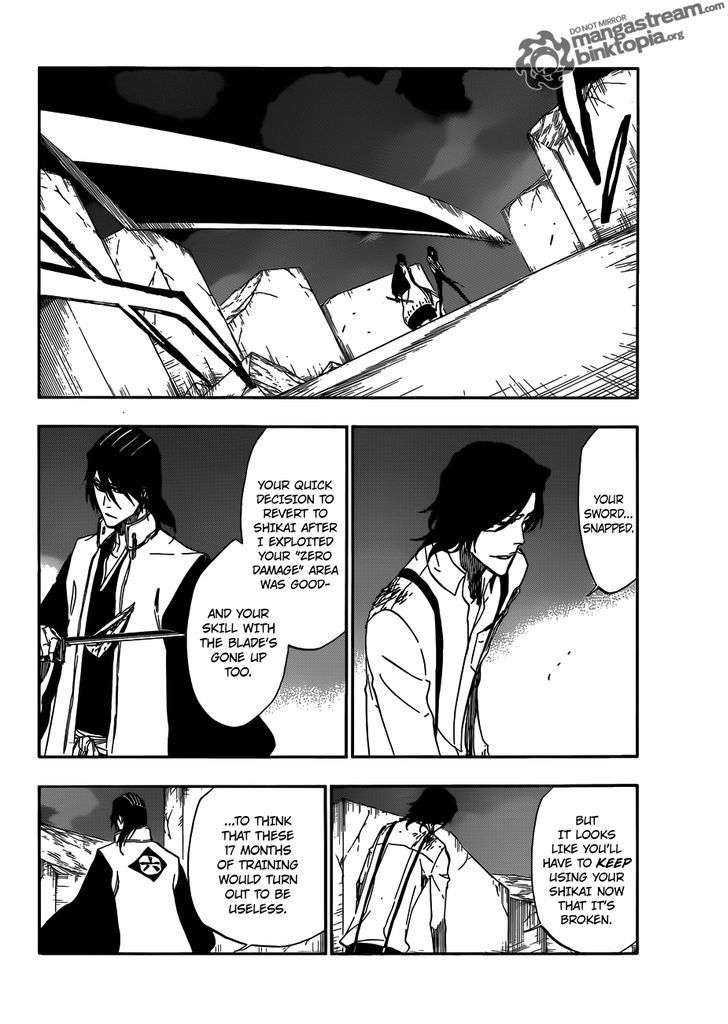 DO NOT MIRROR
mangastream.com
binktopia.org
YOUR
SWORD...
SNAPPED.
YOUR QUICK
DECISION TO
REVERT TO
SHIKAI AFTER
I EXPLOITED
YOUR "ZERO
DAMAGE" AREA
WAS GOOD-
AND YOUR
SKILL WITH
THE BLADE'S
GONE UP
TOO.
BUT
IT LOOKS
LIKE YOU'LL
HAVE TO KEEP
USING YOUR
SHIKAI NOW
THAT IT'S
BROKEN.
...TO THINK
THAT THESE
17 MONTHS
OF TRAINING
WOULD TURN
OUT TO BE
USELESS.
六